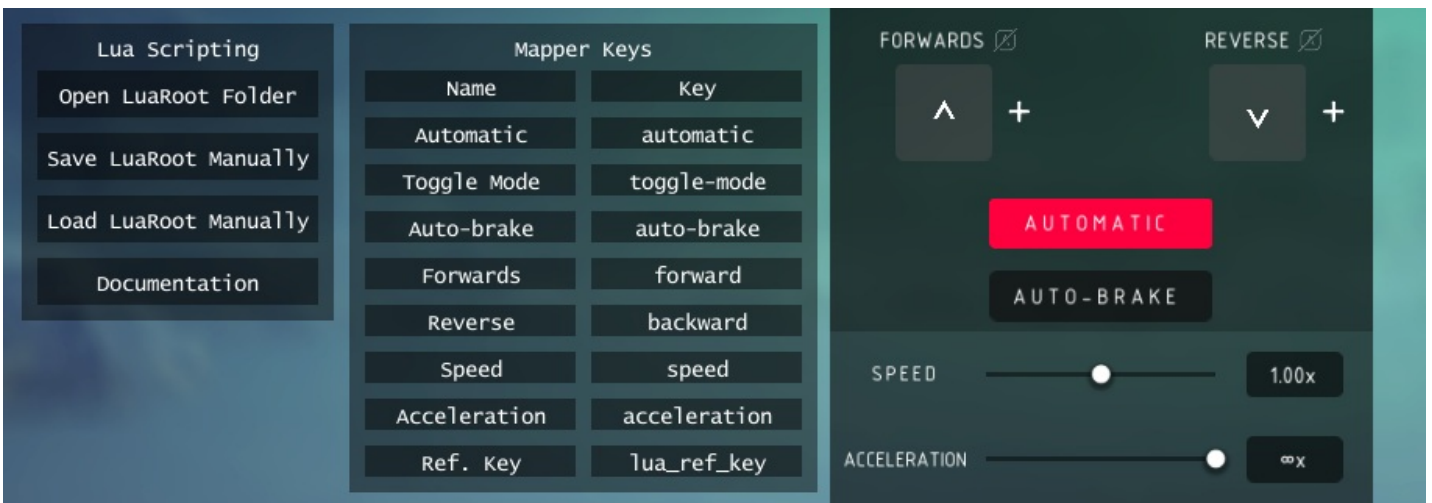 Lua Scripting
Open LuaRoot Folder
Save LuaRoot Manually
Load LuaRoot Manually
Documentation
Mapper Keys
Name Key
Automatic automatic
Toggle Mode toggle-mode
Auto-brake auto-brake
Forwards forward
Reverse backward
Speed speed
Acceleration acceleration
Ref. Key lua_ref_key
FORWARDS REVERSE
^ + v +
AUTOMATIC
AUTO-BRAKE
SPEED 1.00x
ACCELERATION ∞x